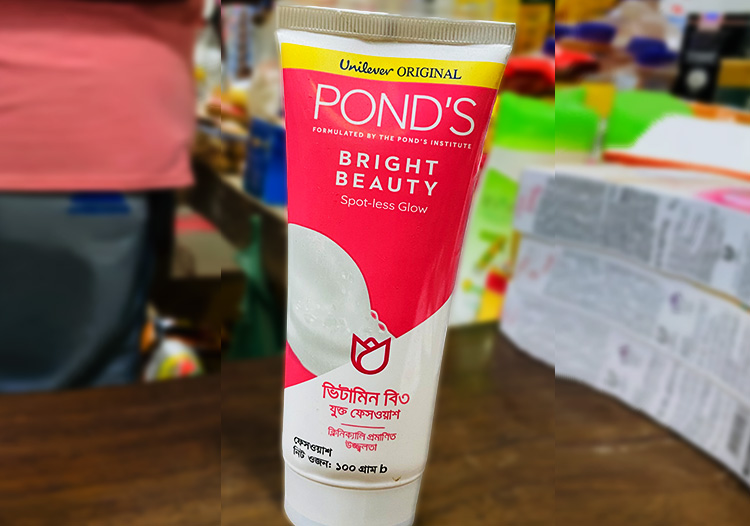 Unilever ORIGINAL
POND'S
FORMULATED BY THE POND'S INSTITUTE
BRIGHT
BEAUTY
Spot-less Glow
ভিটামিন বি৩
যুক্ত ফেসওয়াশ
ক্লিনিক্যালি প্রমাণিত
উজ্জ্বলতা
ফেসওয়াশ
নিট ওজন: ১০০ গ্রাম b